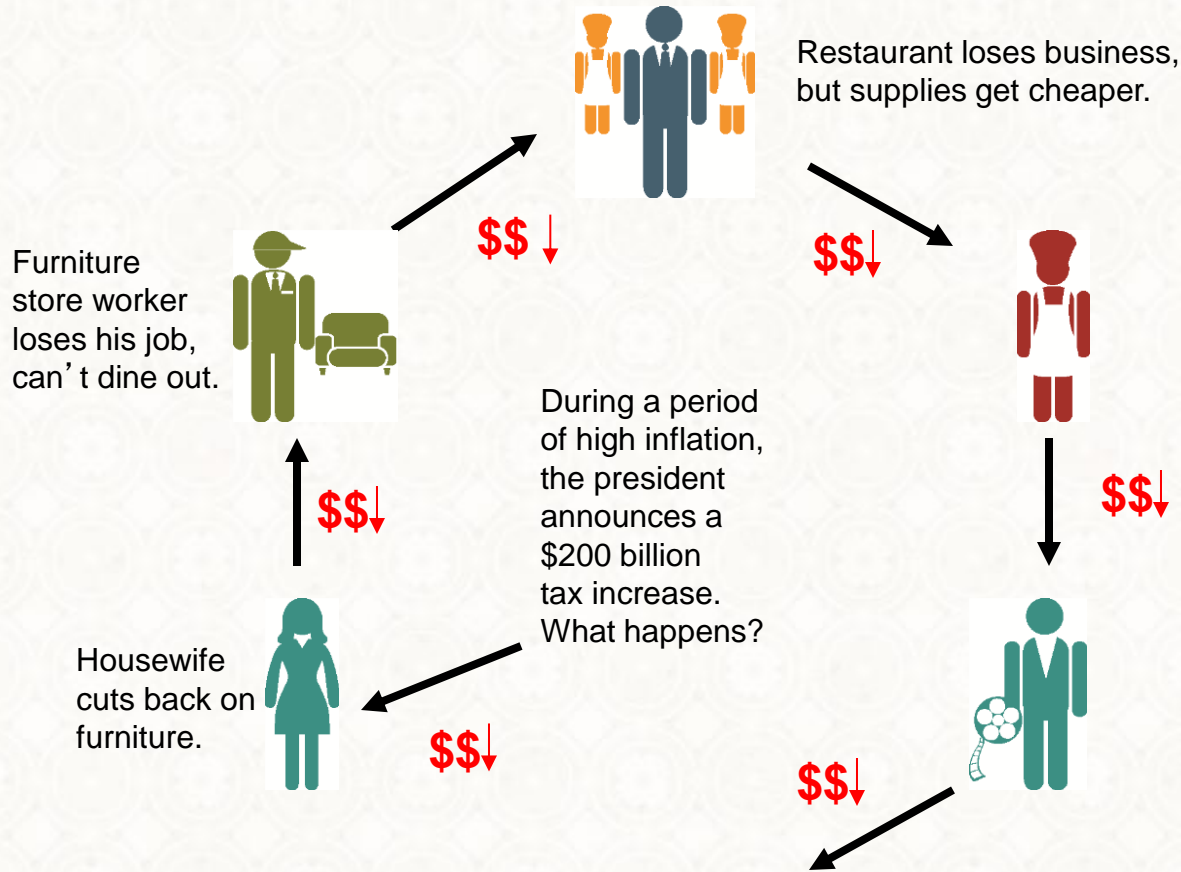 Restaurant loses business,
but supplies get cheaper.
$$
$$
Furniture
store worker
loses his job,
can’ t dine out.
During a period
of high inflation,
the president
announces a
$200 billion
tax increase.
What happens?
$$
$$
Housewife
cuts back on
furniture.
$$
$$